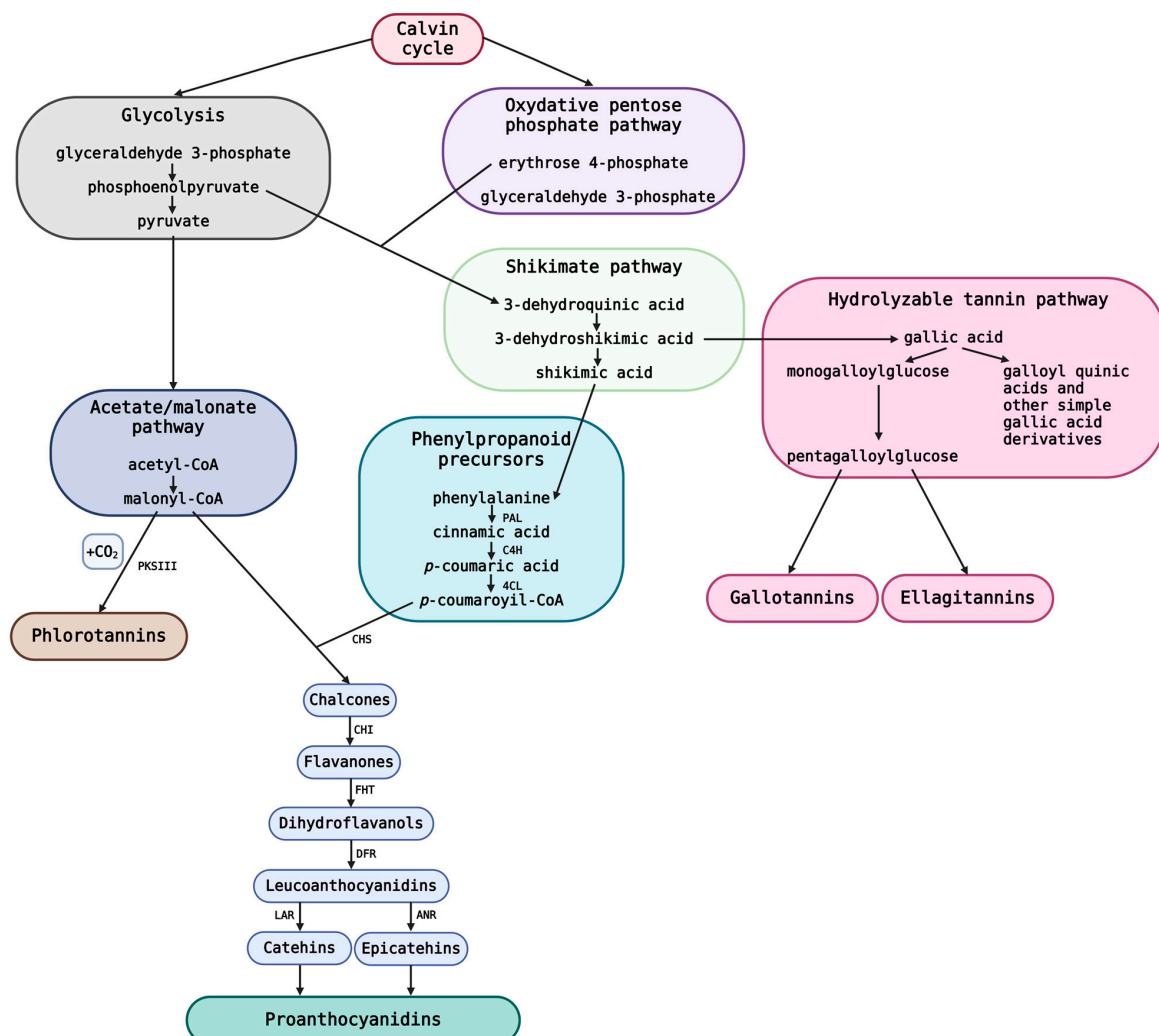 Calvin
cycle
Glycolysis
glyceraldehyde 3-phosphate
phosphoenolpyruvate
pyruvate
Oxydative pentose
phosphate pathway
erythrose 4-phosphate
glyceraldehyde 3-phosphate
Shikimate pathway
3-dehydroquinic acid
3-dehydroshikimic acid
shikimic acid
Hydrolyzable tannin pathway
gallic acid
monogalloylglucose
galloyl quinic
acids and
other simple
gallic acid
derivatives
pentagalloylglucose
Acetate/malonate
pathway
acetyl-CoA
malonyl-CoA
Phenylpropanoid
precursors
phenylalanine
PAL
cinnamic acid
C4H
p-coumaric acid
4CL
p-coumaroyil-CoA
+CO₂
PKSIII
Phlorotannins
Gallotannins
Ellagitannins
CHS
Chalcones
CHI
Flavanones
FHT
Dihydroflavanols
DFR
Leucoanthocyanidins
LAR
ANR
Catehins
Epicatehins
Proanthocyanidins